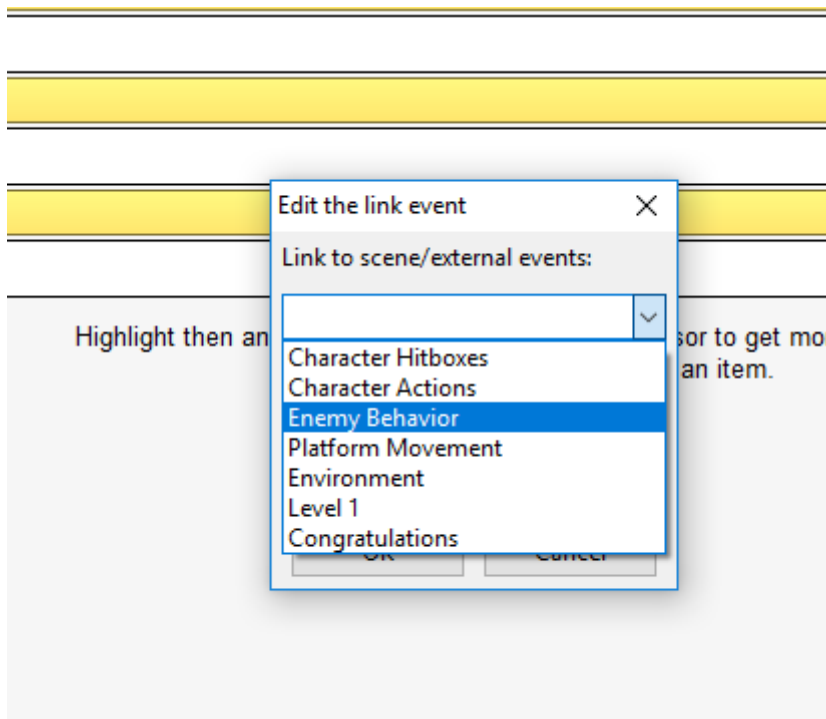 Edit the link event
Link to scene/external events:
Highlight then an
sor to get mo
an item.
Character Hitboxes
Character Actions
Enemy Behavior
Platform Movement
Environment
Level 1
Congratulations